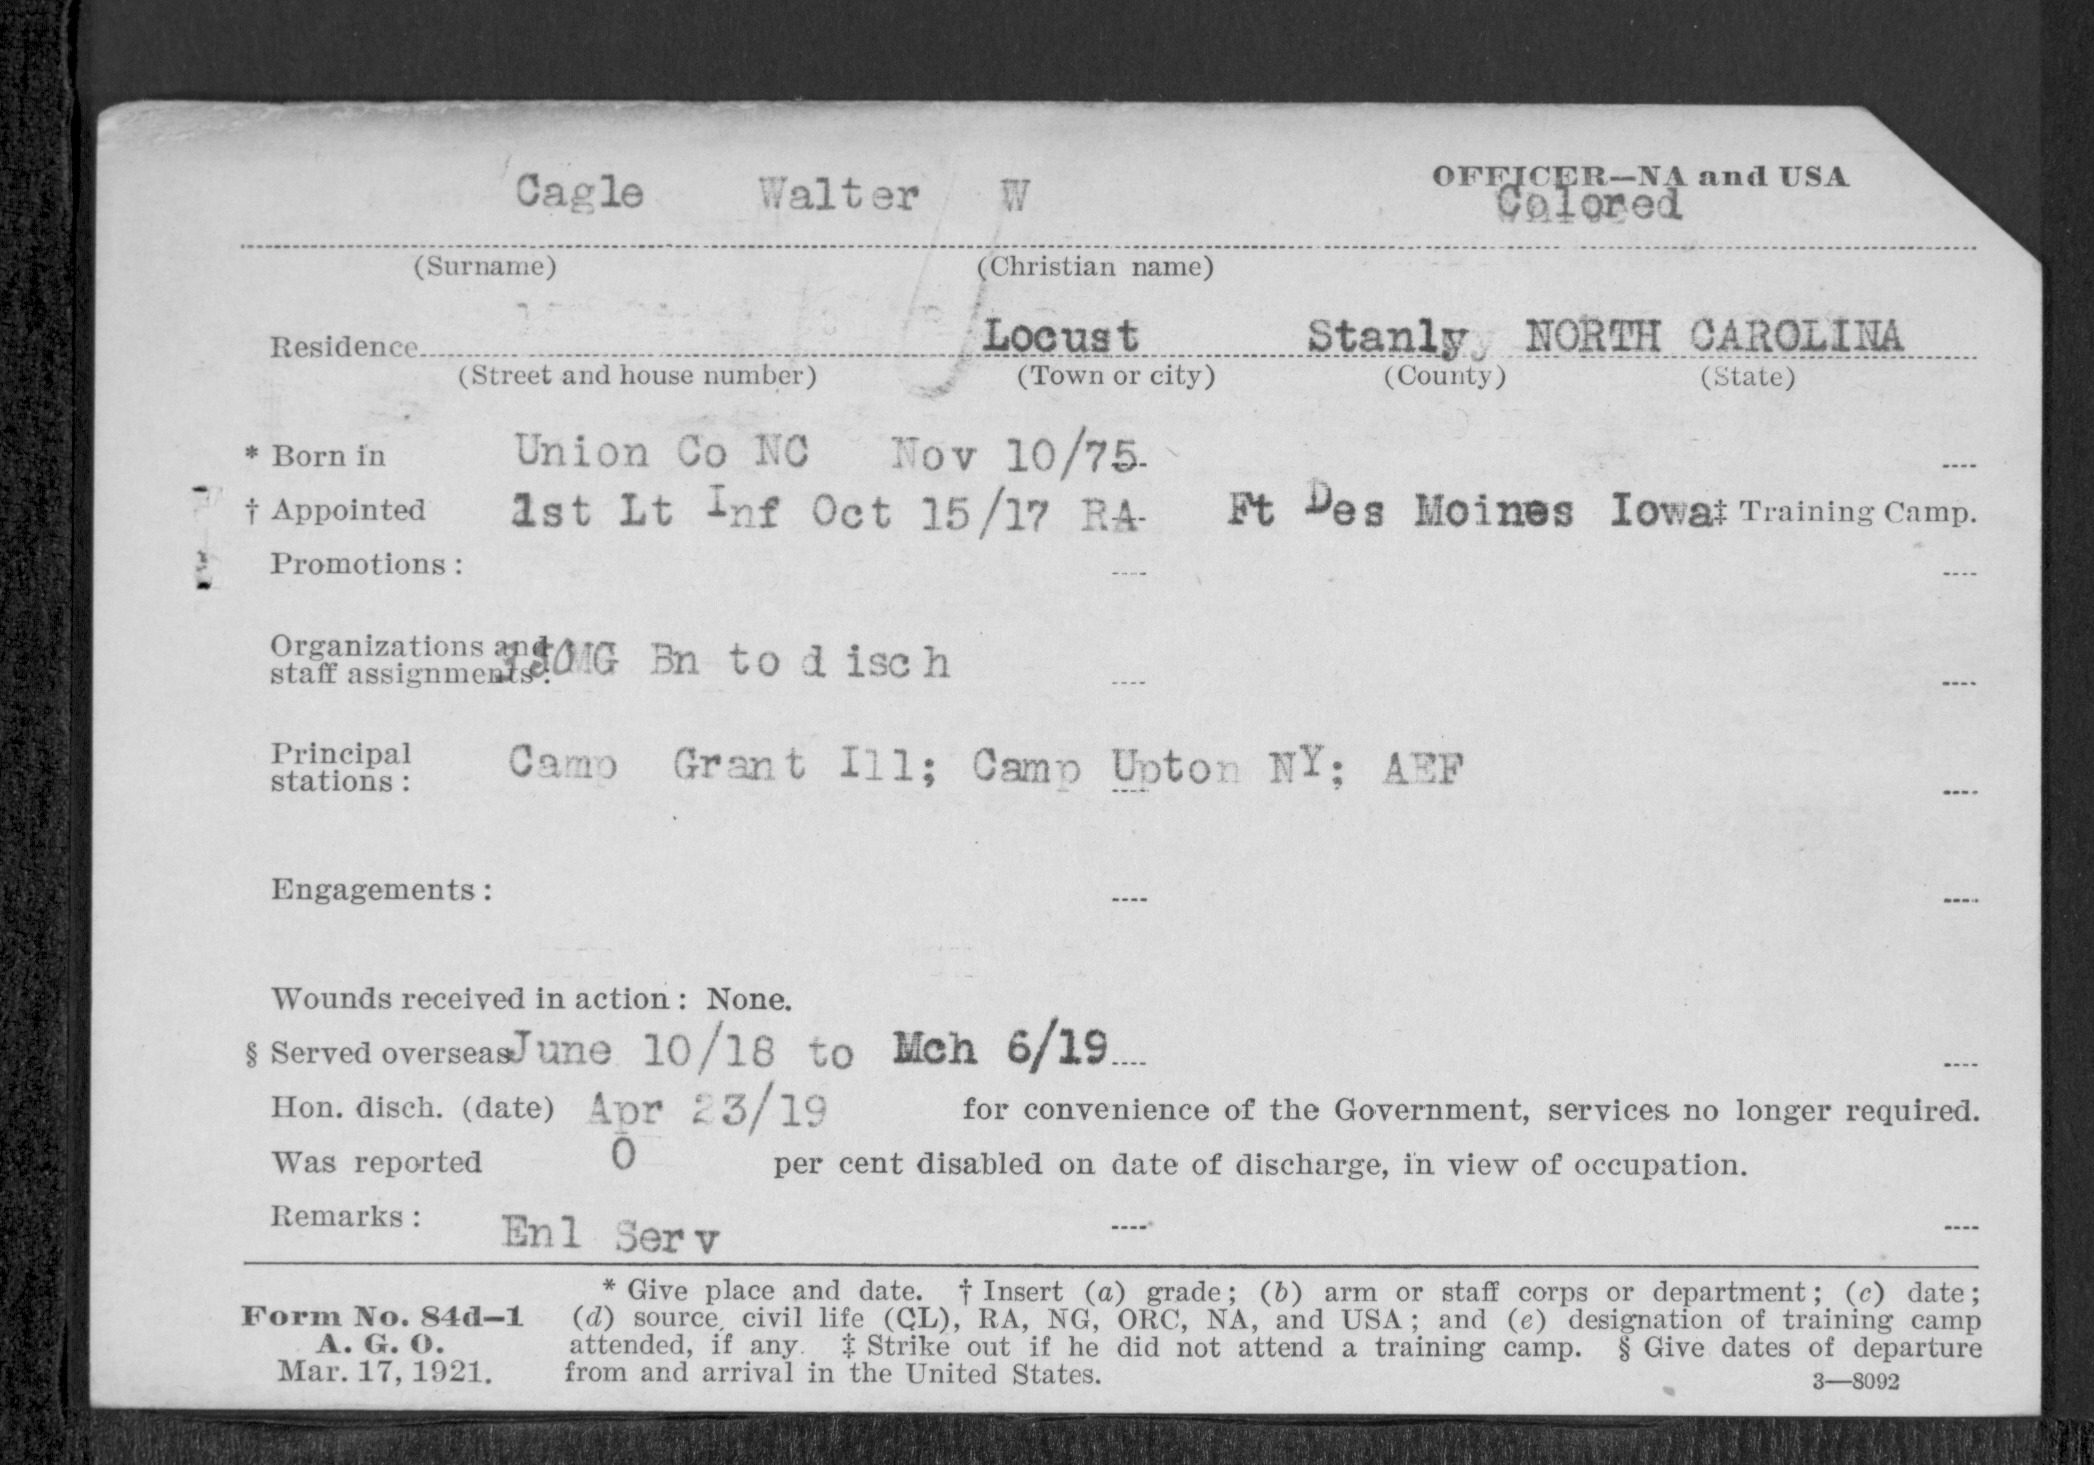 Cagle Walter W OFFICER—NA and USA
Colored
(Surname) (Christian name)
Residence Locust Stanly NORTH CAROLINA
(Street and house number) (Town or city) (County) (State)
* Born in Union Co NC Nov 10/75
† Appointed 1st Lt Inf Oct 15/17 RA Ft Des Moines Iowa ‡ Training Camp.
Promotions :
Organizations and
staff assignments : MG Bn to disch
Principal
stations : Camp Grant Ill; Camp Upton NY; AEF
Engagements :
Wounds received in action : None.
§ Served overseas June 10/18 to Mch 6/19
Hon. disch. (date) Apr 23/19 for convenience of the Government, services no longer required.
Was reported 0 per cent disabled on date of discharge, in view of occupation.
Remarks : Enl Serv
* Give place and date. † Insert (a) grade; (b) arm or staff corps or department; (c) date;
Form No. 84d–1 (d) source, civil life (CL), RA, NG, ORC, NA, and USA; and (e) designation of training camp
A. G. O. attended, if any. ‡ Strike out if he did not attend a training camp. § Give dates of departure
Mar. 17, 1921. from and arrival in the United States.
3—8092